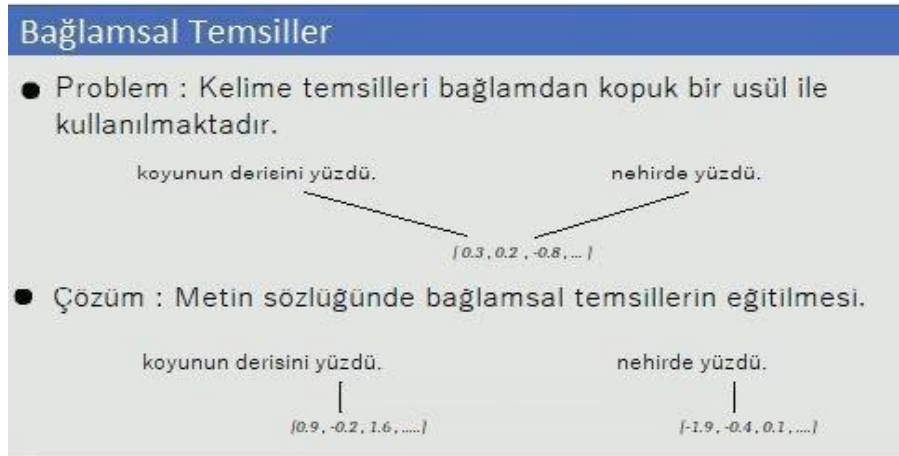 Bağlamsal Temsiller
● Problem : Kelime temsilleri bağlamdan kopuk bir usül ile
kullanılmaktadır.
koyunun derisini yüzdü. nehirde yüzdü.
[ 0.3 , 0.2 , -0.8 , ... ]
● Çözüm : Metin sözlüğünde bağlamsal temsillerin eğitilmesi.
koyunun derisini yüzdü. nehirde yüzdü.
[0.9 , -0.2 , 1.6 , .....] [-1.9 , -0.4 , 0.1 , ....]